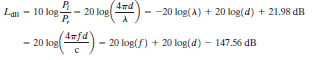 L_dB = 10 log P_t/P_r = 20 log(4πd/λ) = −20 log(λ) + 20 log(d) + 21.98 dB
= 20 log(4πfd/c) = 20 log(f) + 20 log(d) − 147.56 dB